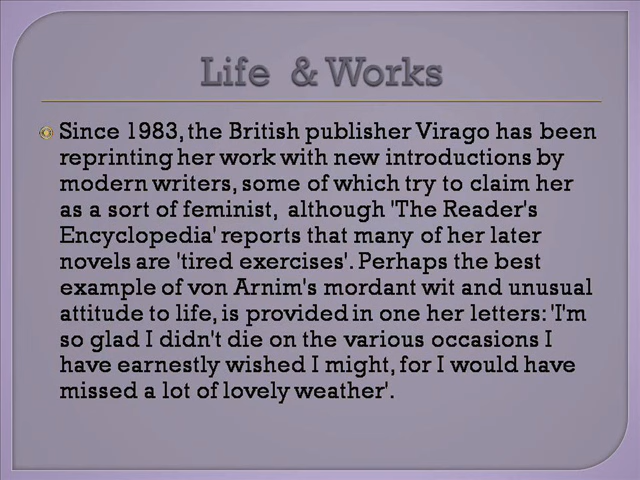 Life & Works
Since 1983, the British publisher Virago has been
reprinting her work with new introductions by
modern writers, some of which try to claim her
as a sort of feminist, although 'The Reader's
Encyclopedia' reports that many of her later
novels are 'tired exercises'. Perhaps the best
example of von Arnim's mordant wit and unusual
attitude to life, is provided in one her letters: 'I'm
so glad I didn't die on the various occasions I
have earnestly wished I might, for I would have
missed a lot of lovely weather'.